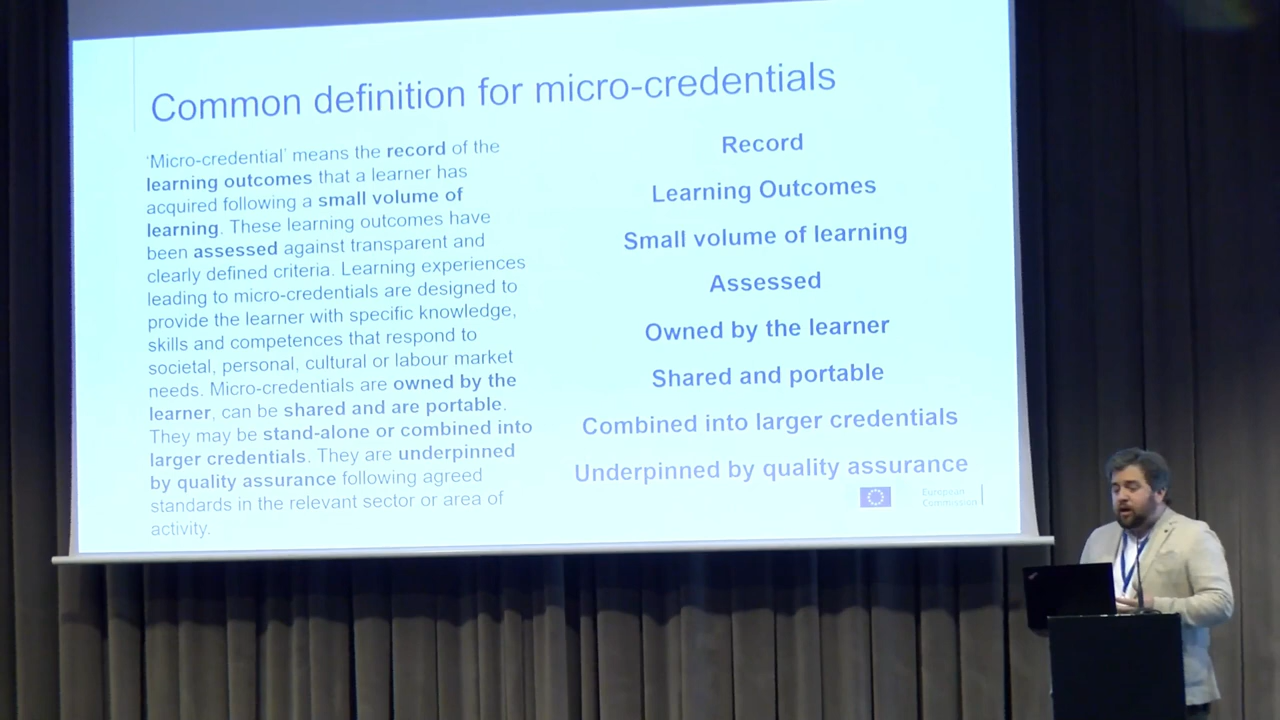 Common definition for micro-credentials
‘Micro-credential’ means the record of the
learning outcomes that a learner has
acquired following a small volume of
learning. These learning outcomes have
been assessed against transparent and
clearly defined criteria. Learning experiences
leading to micro-credentials are designed to
provide the learner with specific knowledge,
skills and competences that respond to
societal, personal, cultural or labour market
needs. Micro-credentials are owned by the
learner, can be shared and are portable.
They may be stand-alone or combined into
larger credentials. They are underpinned
by quality assurance following agreed
standards in the relevant sector or area of
activity.
Record
Learning Outcomes
Small volume of learning
Assessed
Owned by the learner
Shared and portable
Combined into larger credentials
Underpinned by quality assurance
European
Commission